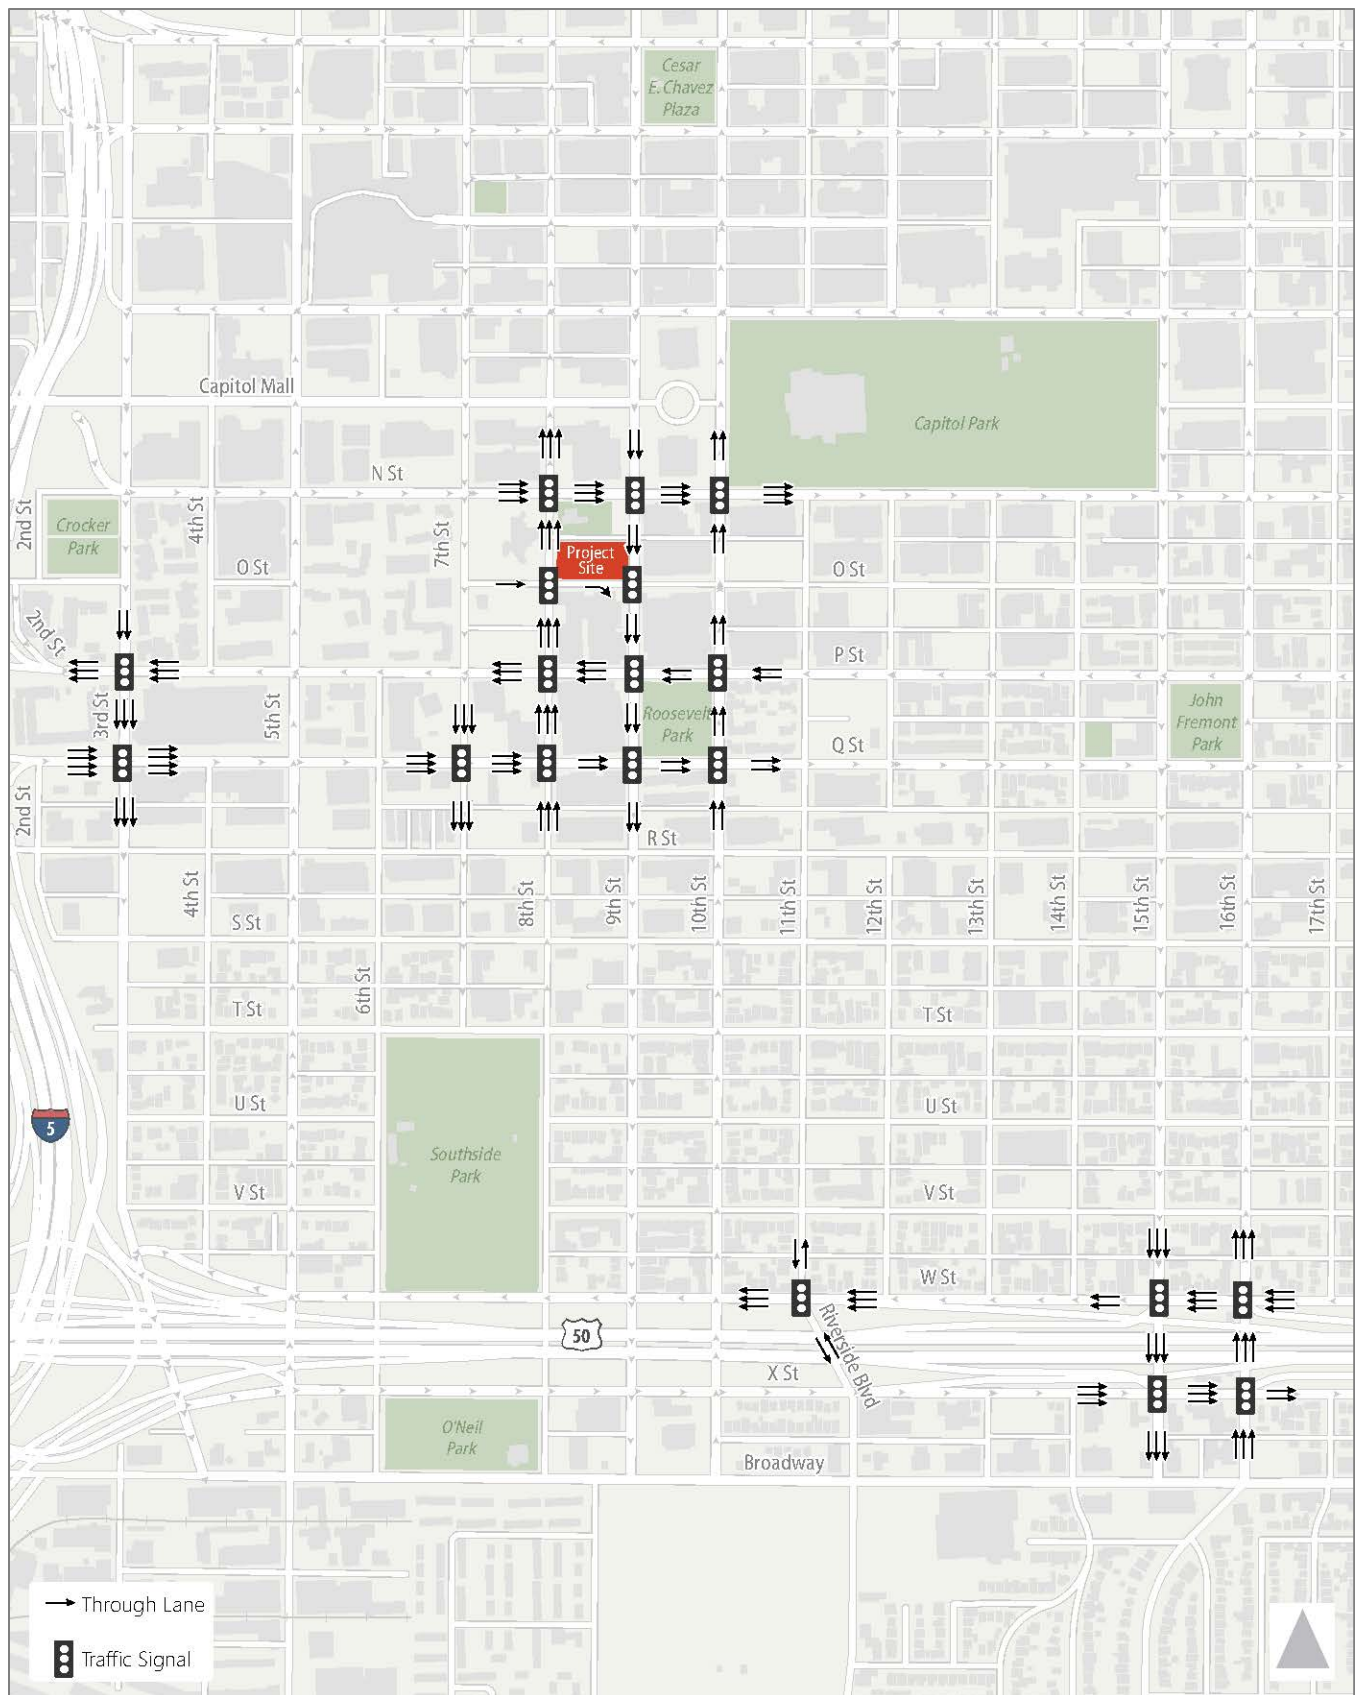 Cesar
E. Chavez
Plaza
Capitol Mall
Capitol Park
N St
2nd St
Crocker
Park
4th St
7th St
O St
Project
Site
O St
2nd St
P St
3rd St
5th St
Roosevelt
Park
Q St
John
Fremont
Park
2nd St
R St
4th St
8th St
9th St
10th St
11th St
12th St
13th St
14th St
15th St
16th St
17th St
S St
6th St
T St
T St
U St
U St
5
Southside
Park
V St
V St
W St
Riverside Blvd
50
X St
O'Neil
Park
Broadway
Through Lane
Traffic Signal